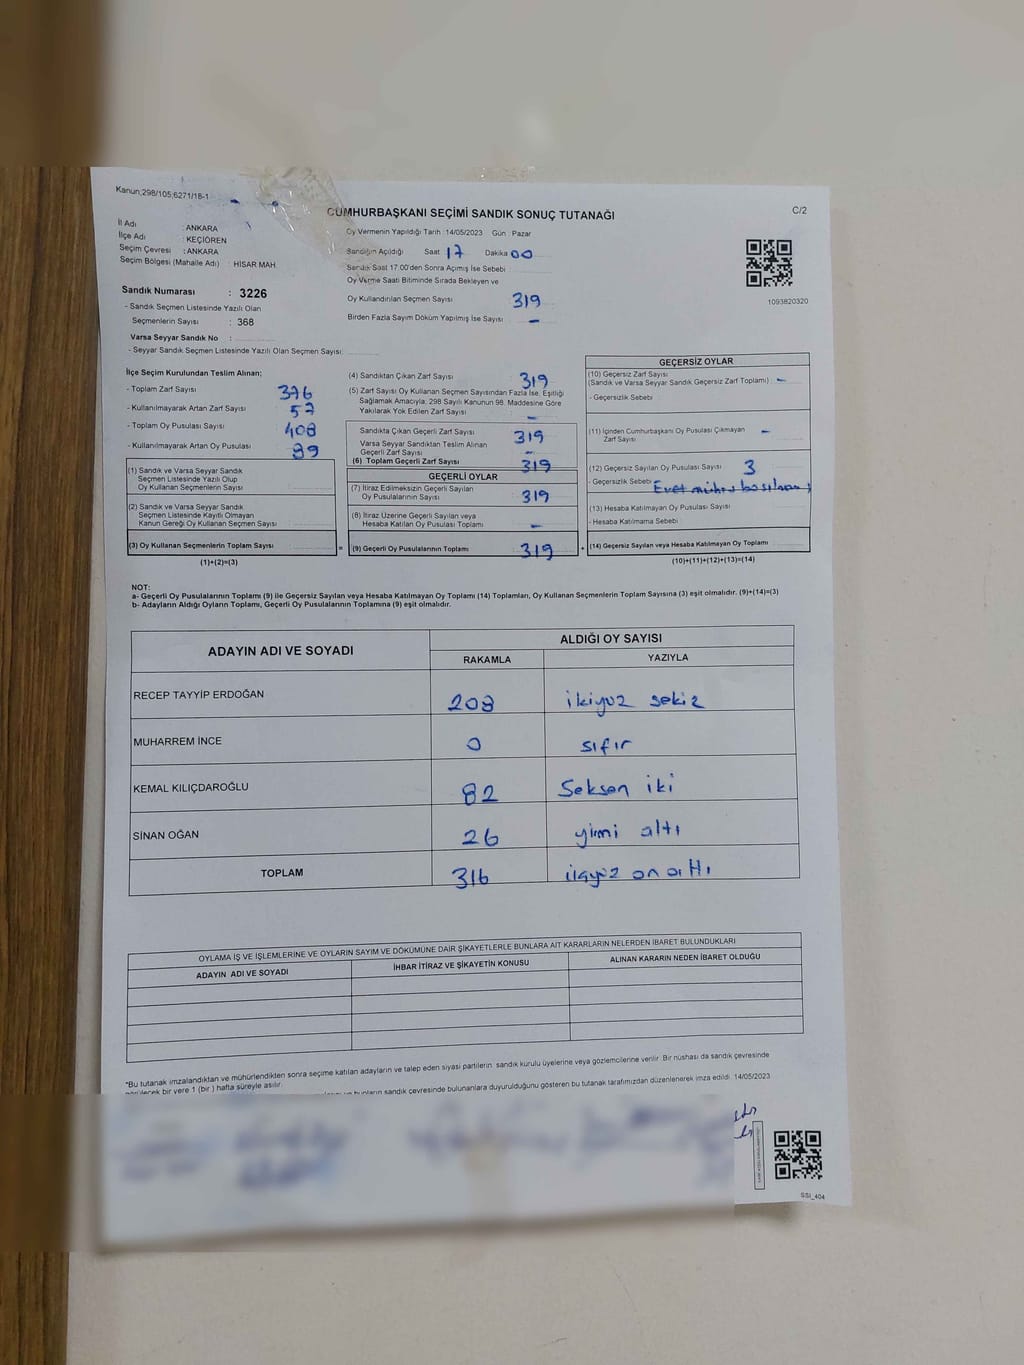 Kanun,298/105;6271/18-1
CUMHURBAŞKANI SEÇİMİ SANDIK SONUÇ TUTANAĞI
C/2
İl Adı : ANKARA
İlçe Adı : KEÇİÖREN
Seçim Çevresi : ANKARA
Seçim Bölgesi (Mahalle Adı) : HİSAR MAH.
Oy Vermenin Yapıldığı Tarih :14/05/2023 Gün : Pazar
Sandığın Açıldığı Saat 17 Dakika 00
Sandık Saat 17.00'den Sonra Açılmış İse Sebebi
Oy Verme Saati Bitiminde Sırada Bekleyen ve
Oy Kullandırılan Seçmen Sayısı 319
Birden Fazla Sayım Döküm Yapılmış İse Sayısı -
1093820320
Sandık Numarası : 3226
- Sandık Seçmen Listesinde Yazılı Olan
Seçmenlerin Sayısı : 368
Varsa Seyyar Sandık No :
- Seyyar Sandık Seçmen Listesinde Yazılı Olan Seçmen Sayısı:
İlçe Seçim Kurulundan Teslim Alınan;
- Toplam Zarf Sayısı 376
- Kullanılmayarak Artan Zarf Sayısı 57
- Toplam Oy Pusulası Sayısı 408
- Kullanılmayarak Artan Oy Pusulası 89
(1) Sandık ve Varsa Seyyar Sandık
Seçmen Listesinde Yazılı Olup
Oy Kullanan Seçmenlerin Sayısı
(2) Sandık ve Varsa Seyyar Sandık
Seçmen Listesinde Kayıtlı Olmayan
Kanun Gereği Oy Kullanan Seçmen Sayısı
(3) Oy Kullanan Seçmenlerin Toplam Sayısı
=
(1)+(2)=(3)
(4) Sandıktan Çıkan Zarf Sayısı 319
(5) Zarf Sayısı Oy Kullanan Seçmen Sayısından Fazla İse, Eşitliği
Sağlamak Amacıyla, 298 Sayılı Kanunun 98. Maddesine Göre
Yakılarak Yok Edilen Zarf Sayısı -
Sandıkta Çıkan Geçerli Zarf Sayısı 319
Varsa Seyyar Sandıktan Teslim Alınan
Geçerli Zarf Sayısı -
(6) Toplam Geçerli Zarf Sayısı 319
GEÇERLİ OYLAR
(7) İtiraz Edilmeksizin Geçerli Sayılan
Oy Pusulalarının Sayısı 319
(8) İtiraz Üzerine Geçerli Sayılan veya
Hesaba Katılan Oy Pusulası Toplamı -
(9) Geçerli Oy Pusulalarının Toplamı 319
+
GEÇERSİZ OYLAR
(10) Geçersiz Zarf Sayısı
(Sandık ve Varsa Seyyar Sandık Geçersiz Zarf Toplamı) : -
- Geçersizlik Sebebi
(11) İçinden Cumhurbaşkanı Oy Pusulası Çıkmayan
Zarf Sayısı -
(12) Geçersiz Sayılan Oy Pusulası Sayısı 3
- Geçersizlik Sebebi Evet mührü basılmamış
(13) Hesaba Katılmayan Oy Pusulası Sayısı
- Hesaba Katılmama Sebebi
(14) Geçersiz Sayılan veya Hesaba Katılmayan Oy Toplamı
(10)+(11)+(12)+(13)=(14)
NOT:
a- Geçerli Oy Pusulalarının Toplamı (9) ile Geçersiz Sayılan veya Hesaba Katılmayan Oy Toplamı (14) Toplamları, Oy Kullanan Seçmenlerin Toplam Sayısına (3) eşit olmalıdır. (9)+(14)=(3)
b- Adayların Aldığı Oyların Toplamı, Geçerli Oy Pusulalarının Toplamına (9) eşit olmalıdır.
ADAYIN ADI VE SOYADI
ALDIĞI OY SAYISI
RAKAMLA YAZIYLA
RECEP TAYYİP ERDOĞAN 208 ikiyüz sekiz
MUHARREM İNCE 0 sıfır
KEMAL KILIÇDAROĞLU 82 Seksen iki
SİNAN OĞAN 26 yirmi altı
TOPLAM 316 üçyüz on altı
OYLAMA İŞ VE İŞLEMLERİNE VE OYLARIN SAYIM VE DÖKÜMÜNE DAİR ŞİKAYETLERLE BUNLARA AİT KARARLARIN NELERDEN İBARET BULUNDUKLARI
ADAYIN ADI VE SOYADI İHBAR İTİRAZ VE ŞİKAYETİN KONUSU ALINAN KARARIN NEDEN İBARET OLDUĞU
*Bu tutanak imzalandıktan ve mühürlendikten sonra seçime katılan adayların ve talep eden siyasi partilerin, sandık kurulu üyelerine veya gözlemcilerine verilir. Bir nüshası da sandık çevresinde
görülecek bir yere 1 (bir) hafta süreyle asılır.
bunların sandık çevresinde bulunanlara duyurulduğunu gösteren bu tutanak tarafımızdan düzenlenerek imza edildi. 14/05/2023
SSI_404